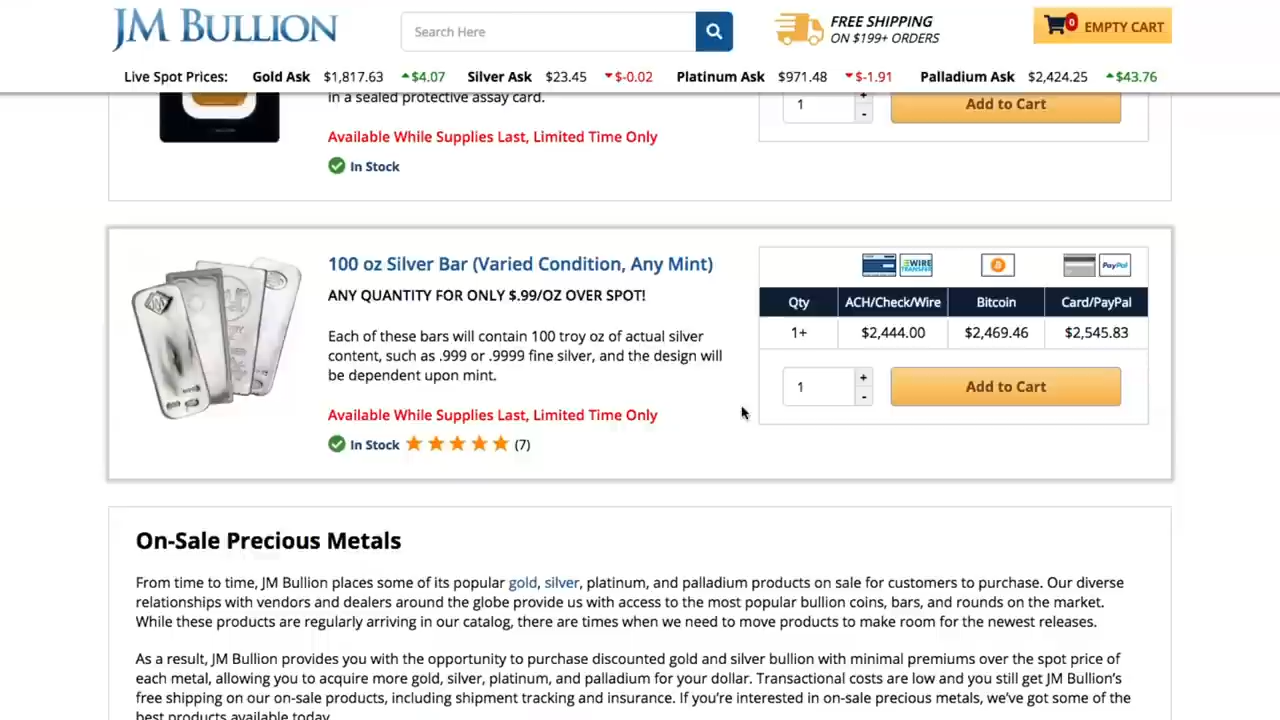 JM BULLION
Search Here
FREE SHIPPING
ON $199+ ORDERS
0 EMPTY CART
Live Spot Prices: Gold Ask $1,817.63 $4.07 Silver Ask $23.45 $-0.02 Platinum Ask $971.48 $-1.91 Palladium Ask $2,424.25 $43.76
in a sealed protective assay card.
1 + - Add to Cart
Available While Supplies Last, Limited Time Only
In Stock
100 oz Silver Bar (Varied Condition, Any Mint)
ANY QUANTITY FOR ONLY $.99/OZ OVER SPOT!
Each of these bars will contain 100 troy oz of actual silver
content, such as .999 or .9999 fine silver, and the design will
be dependent upon mint.
Available While Supplies Last, Limited Time Only
In Stock (7)
WIRE TRANSFER PayPal
Qty ACH/Check/Wire Bitcoin Card/PayPal
1+ $2,444.00 $2,469.46 $2,545.83
1 + - Add to Cart
On-Sale Precious Metals
From time to time, JM Bullion places some of its popular gold, silver, platinum, and palladium products on sale for customers to purchase. Our diverse
relationships with vendors and dealers around the globe provide us with access to the most popular bullion coins, bars, and rounds on the market.
While these products are regularly arriving in our catalog, there are times when we need to move products to make room for the newest releases.
As a result, JM Bullion provides you with the opportunity to purchase discounted gold and silver bullion with minimal premiums over the spot price of
each metal, allowing you to acquire more gold, silver, platinum, and palladium for your dollar. Transactional costs are low and you still get JM Bullion's
free shipping on our on-sale products, including shipment tracking and insurance. If you're interested in on-sale precious metals, we've got some of the
best products available today.